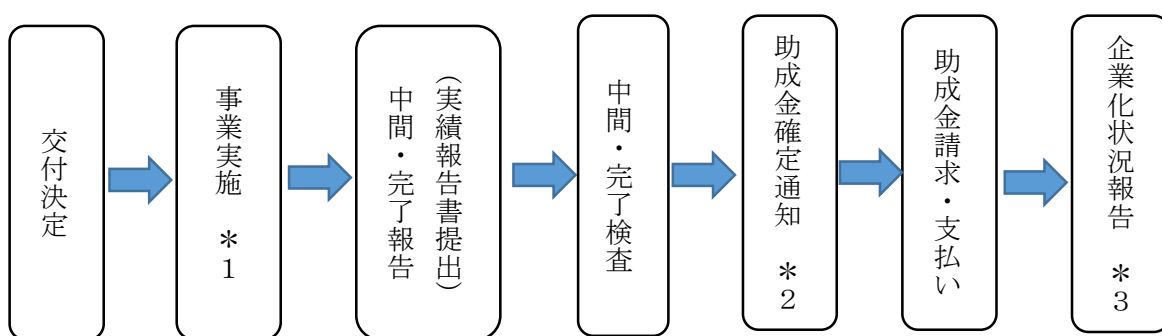 交付決定
事業実施　＊１
（実績報告書提出）
中間・完了報告
中間・完了検査
助成金確定通知　＊２
助成金請求・支払い
企業化状況報告　＊３